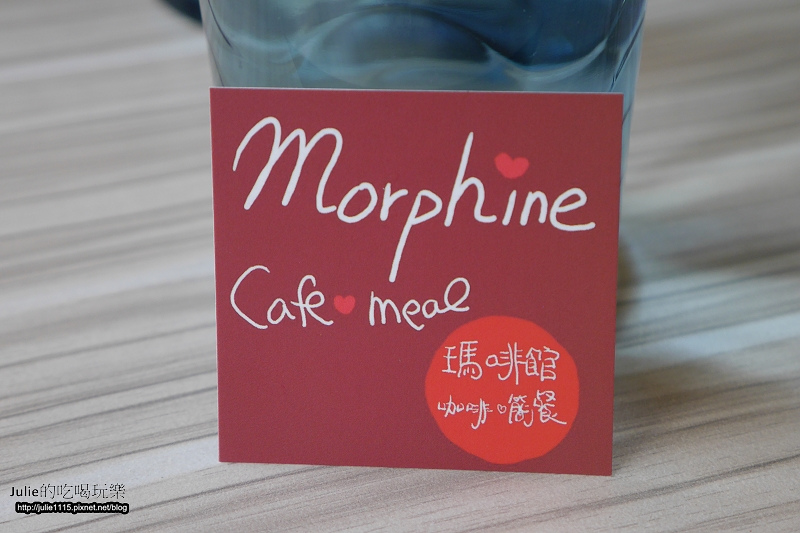 Morphine
Cafe meal
瑪啡館
咖啡簡餐
Julie的吃喝玩樂
http://julie1115.pixnet.net/blog